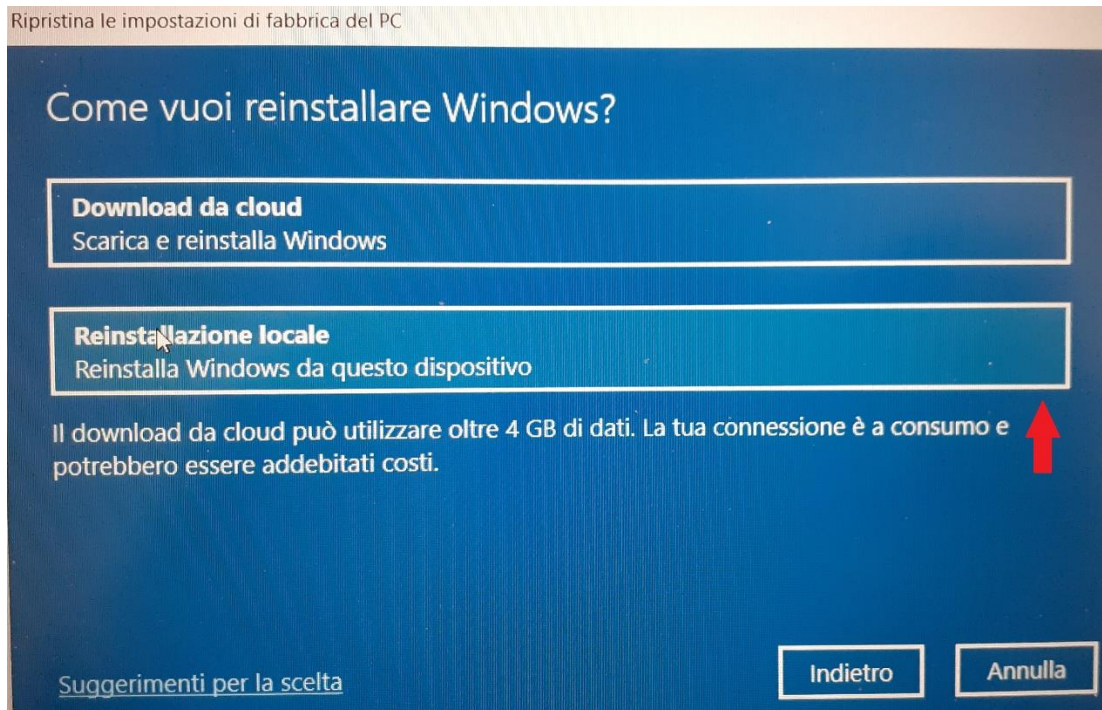 Ripristina le impostazioni di fabbrica del PC
Come vuoi reinstallare Windows?
Download da cloud
Scarica e reinstalla Windows
Reinstallazione locale
Reinstalla Windows da questo dispositivo
Il download da cloud può utilizzare oltre 4 GB di dati. La tua connessione è a consumo e
potrebbero essere addebitati costi.
Suggerimenti per la scelta
Indietro
Annulla